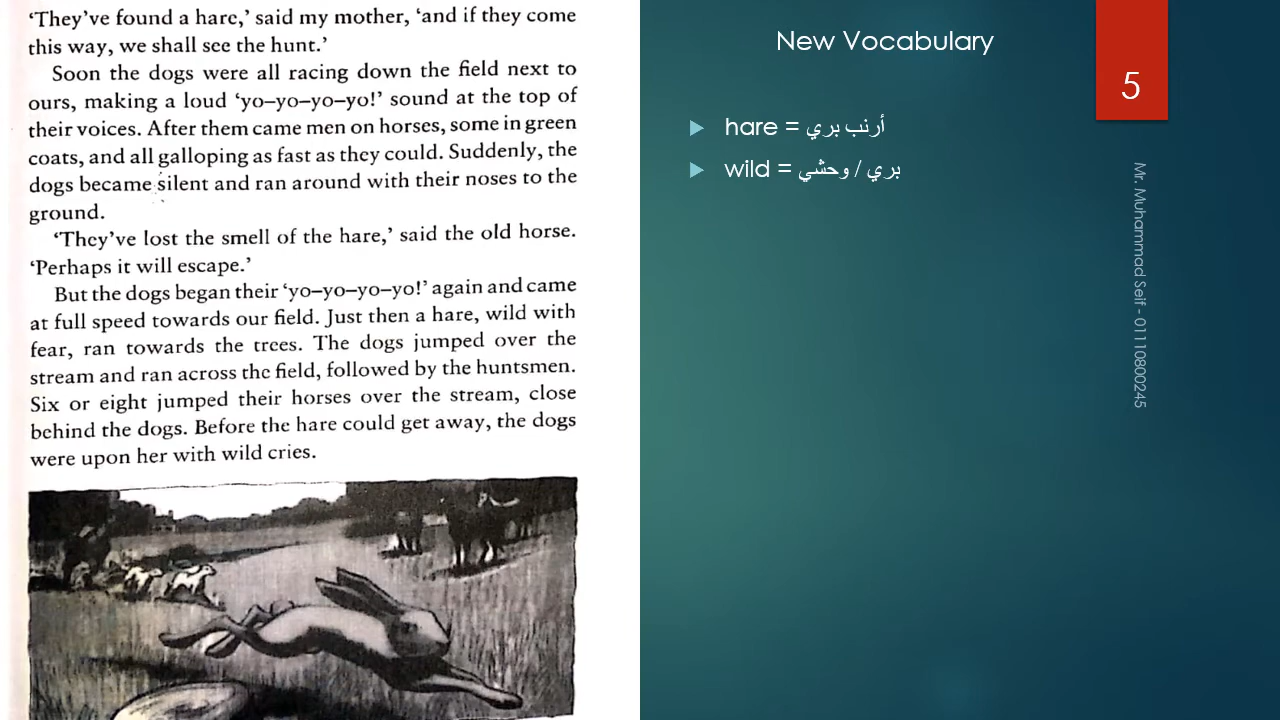 ‘They’ve found a hare,’ said my mother, ‘and if they come
this way, we shall see the hunt.’
Soon the dogs were all racing down the field next to
ours, making a loud ‘yo–yo–yo–yo!’ sound at the top of
their voices. After them came men on horses, some in green
coats, and all galloping as fast as they could. Suddenly, the
dogs became silent and ran around with their noses to the
ground.
‘They’ve lost the smell of the hare,’ said the old horse.
‘Perhaps it will escape.’
But the dogs began their ‘yo–yo–yo–yo!’ again and came
at full speed towards our field. Just then a hare, wild with
fear, ran towards the trees. The dogs jumped over the
stream and ran across the field, followed by the huntsmen.
Six or eight jumped their horses over the stream, close
behind the dogs. Before the hare could get away, the dogs
were upon her with wild cries.
New Vocabulary
5
hare = أرنب بري
wild = بري / وحشي
Mr. Muhammad Seif - 01110800245